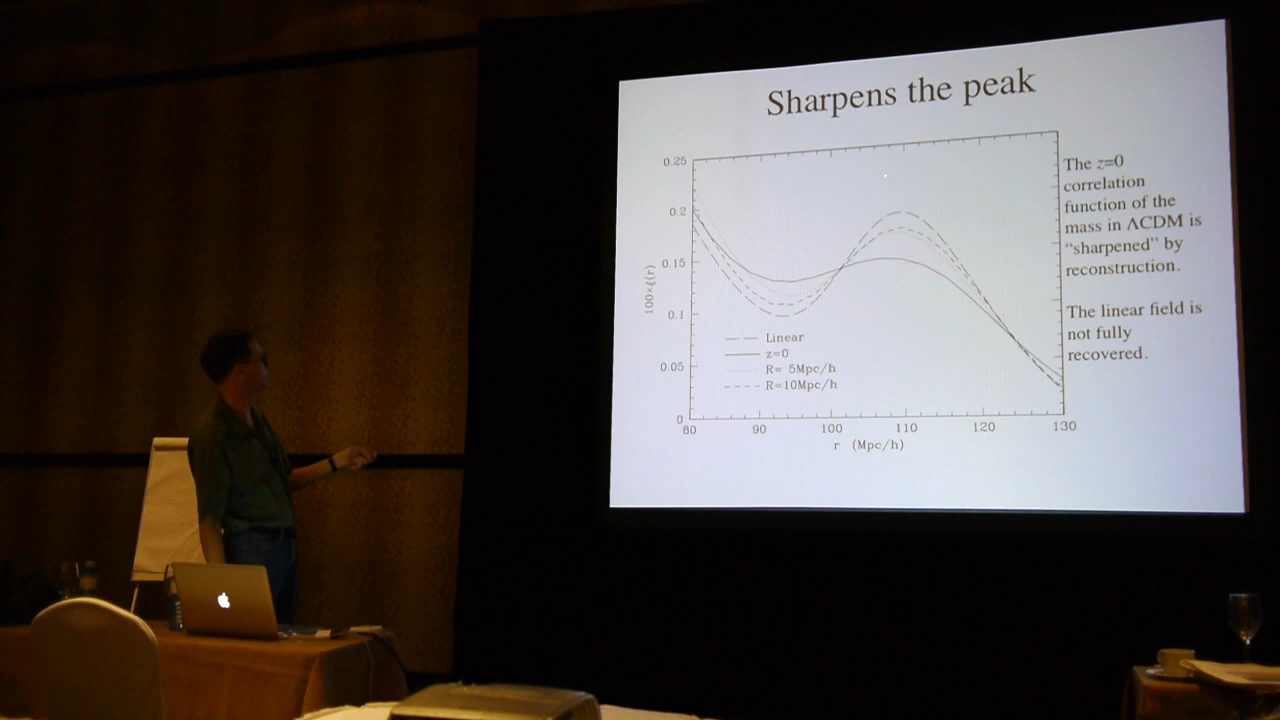 Sharpens the peak
0.25
0.2
0.15
0.1
0.05
0
100×ξ(r)
Linear
z=0
R= 5Mpc/h
R=10Mpc/h
80 90 100 110 120 130
r (Mpc/h)
The z=0
correlation
function of the
mass in ΛCDM is
“sharpened” by
reconstruction.
The linear field is
not fully
recovered.